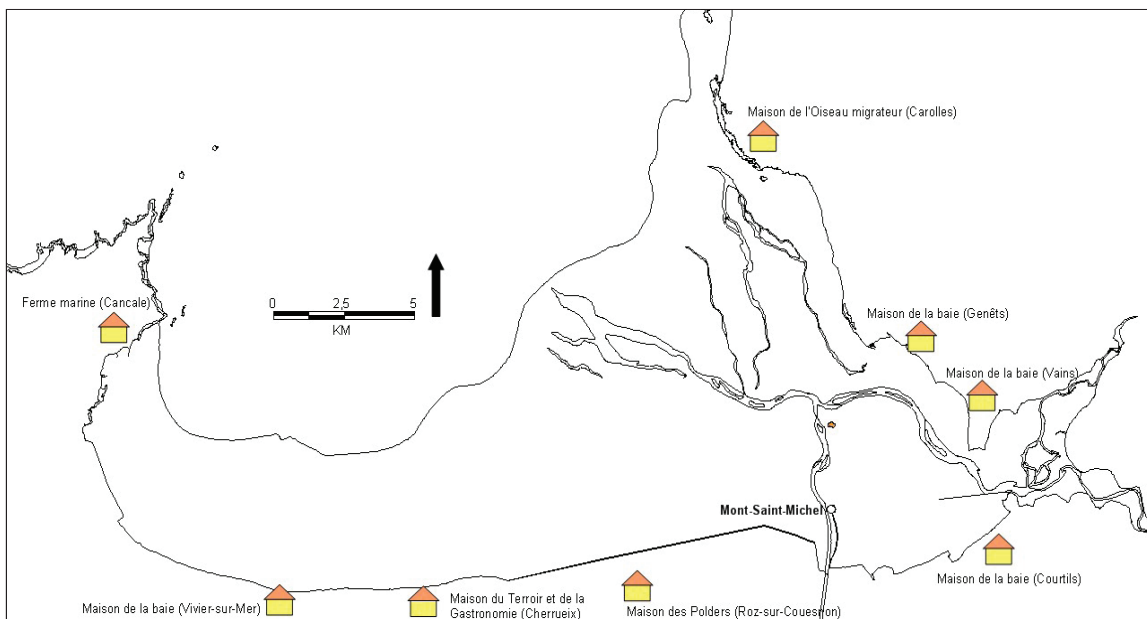 Maison de l'Oiseau migrateur (Carolles)
Ferme marine (Cancale)
0 2,5 5
KM
Maison de la baie (Genêts)
Maison de la baie (Vains)
Mont-Saint-Michel
Maison de la baie (Courtils)
Maison de la baie (Vivier-sur-Mer)
Maison du Terroir et de la
Gastronomie (Cherrueix)
Maison des Polders (Roz-sur-Couesnon)